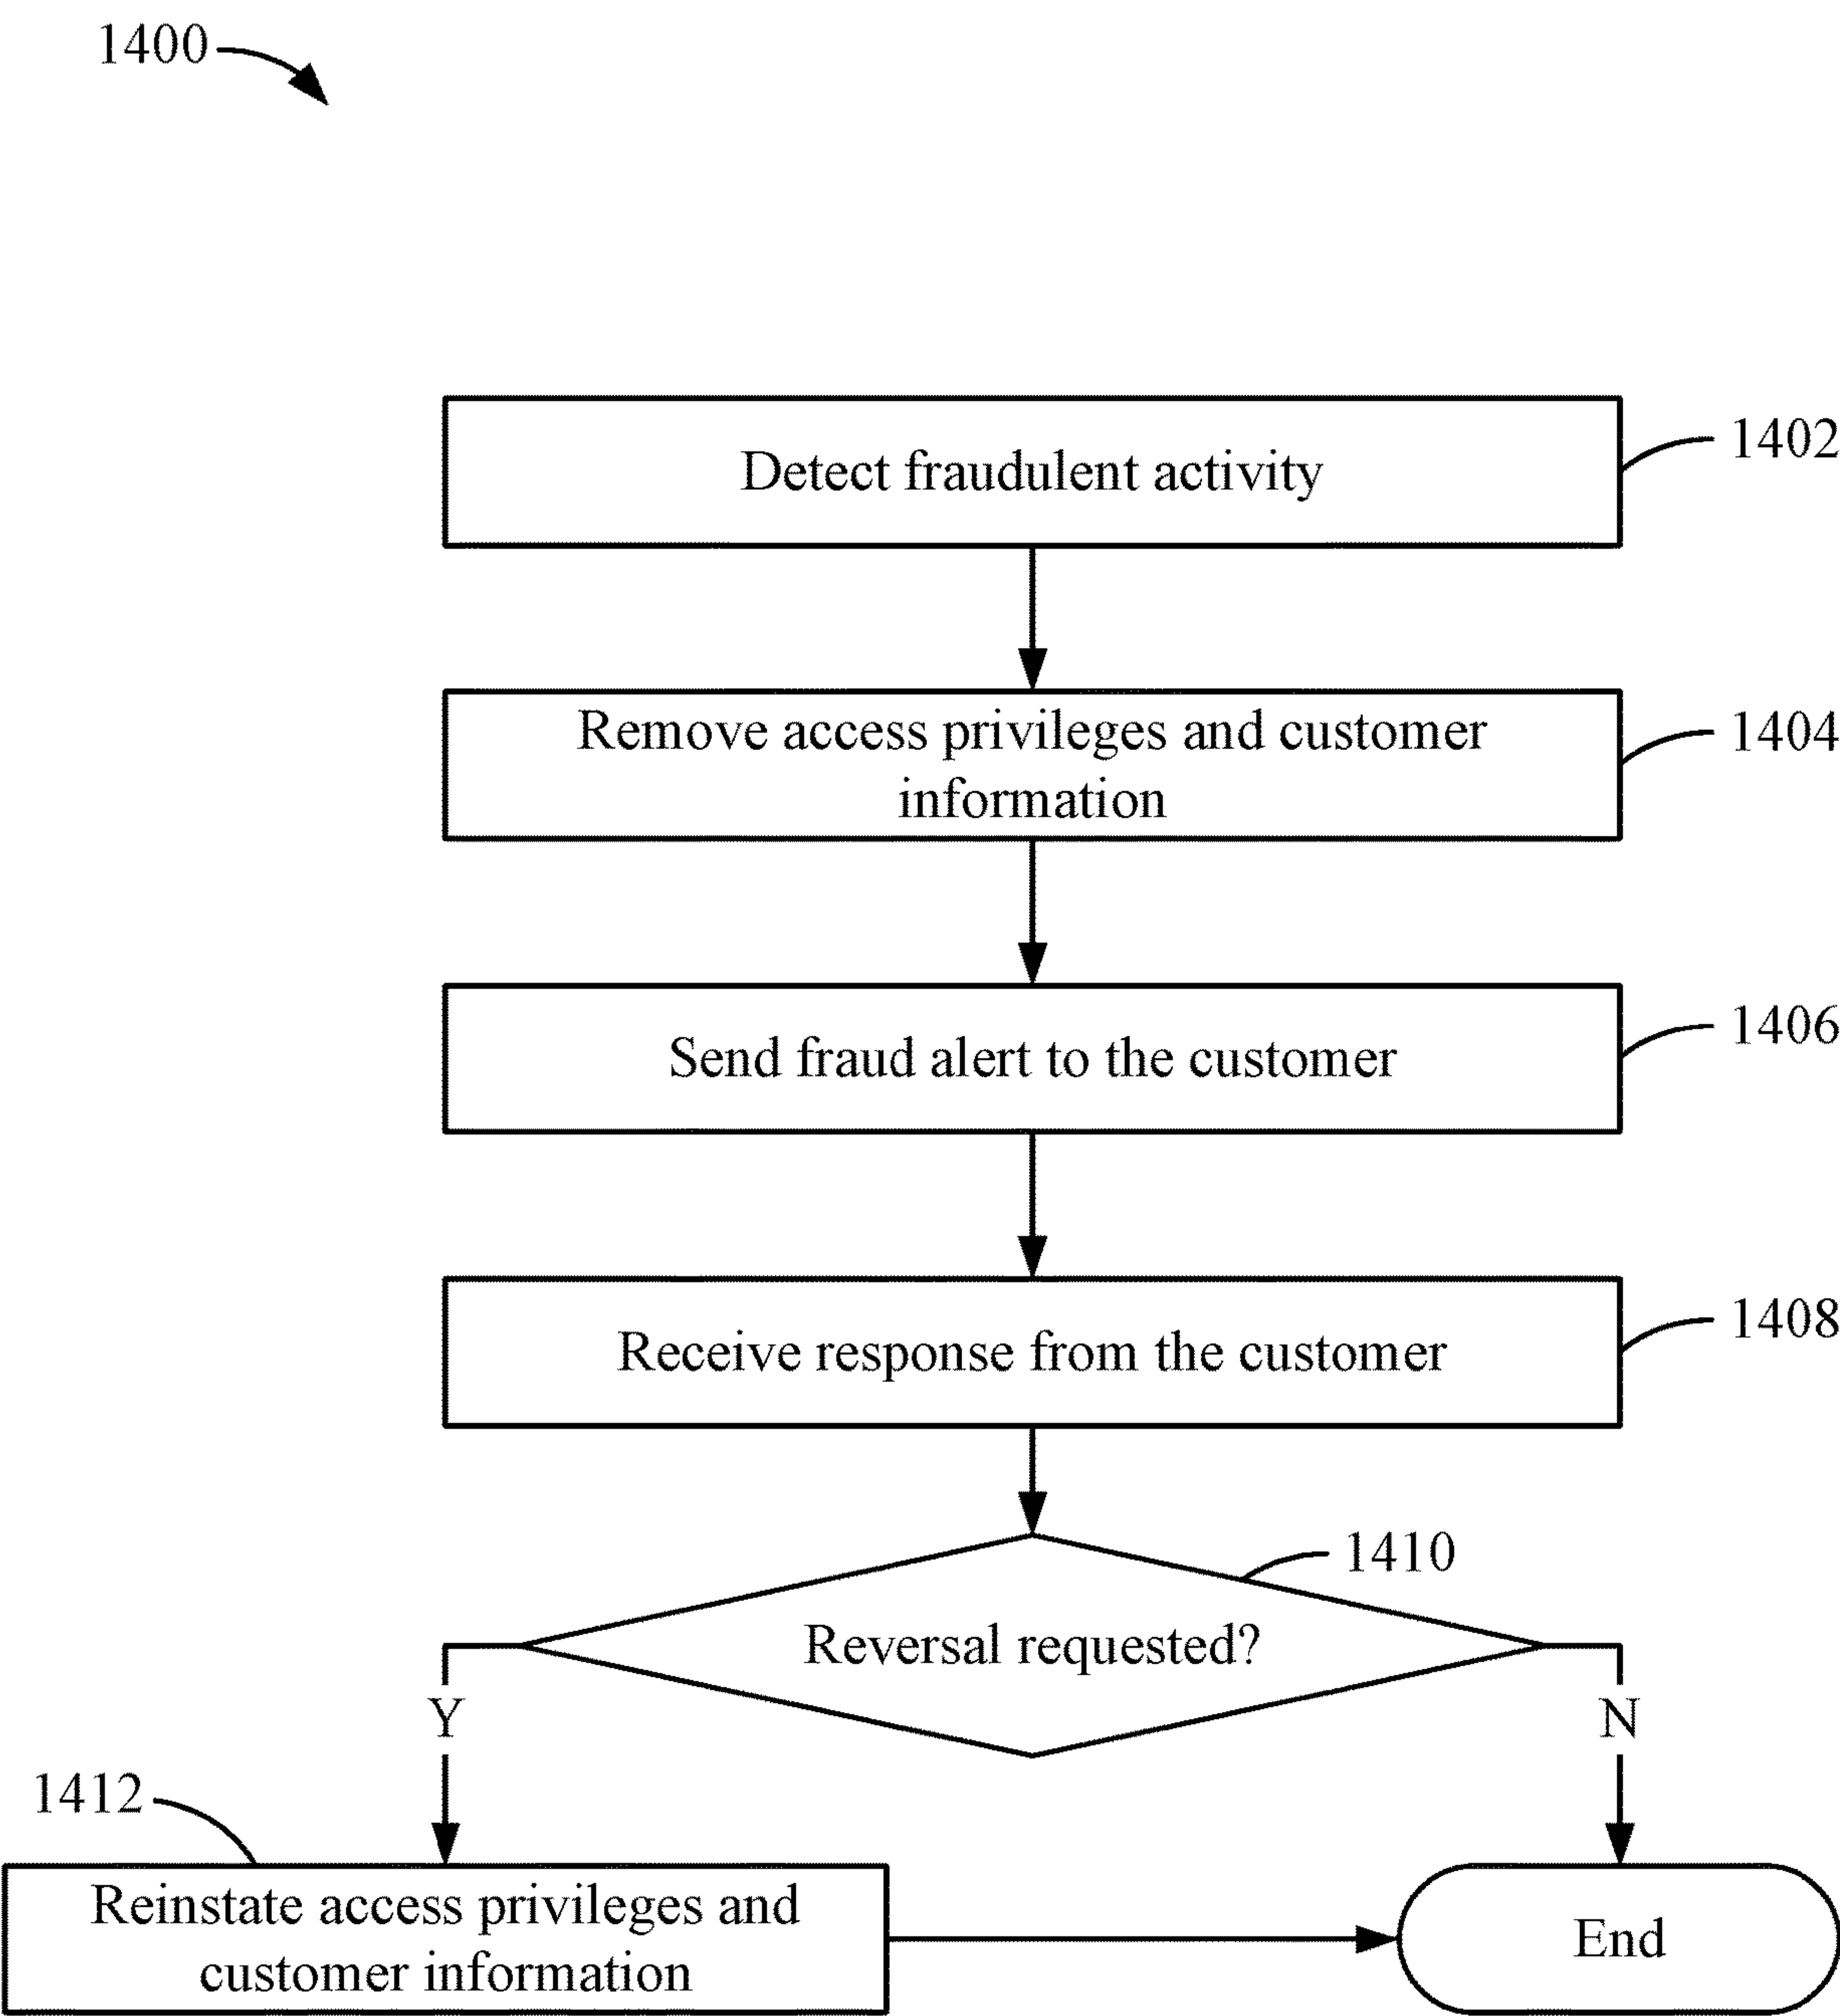 1400
Detect fraudulent activity
1402
Remove access privileges and customer
information
1404
Send fraud alert to the customer
1406
Receive response from the customer
1408
1410
Reversal requested?
Y
N
1412
Reinstate access privileges and
customer information
End